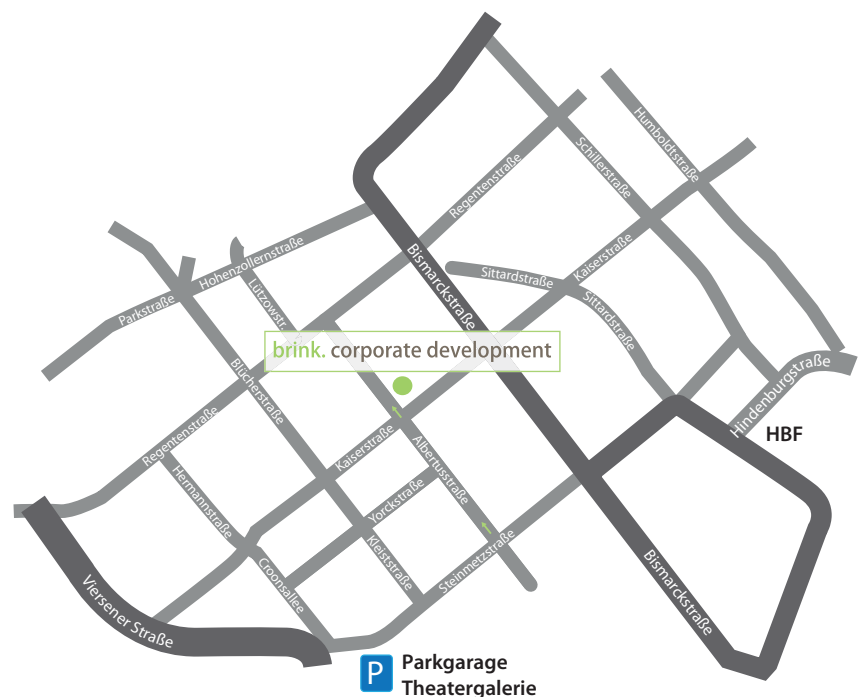 Humboldtstraße
Schillerstraße
Regentenstraße
Kaiserstraße
Bismarckstraße
Sittardstraße
Sittardstraße
Hohenzollernstraße
Parkstraße
Lützowstr.
brink. corporate development
Hindenburgstraße
HBF
Blücherstraße
Regentenstraße
Kaiserstraße
Albertusstraße
Hermannstraße
Yorckstraße
Kleiststraße
Croonsallee
Steinmetzstraße
Bismarckstraße
Viersener Straße
P
Parkgarage
Theatergalerie